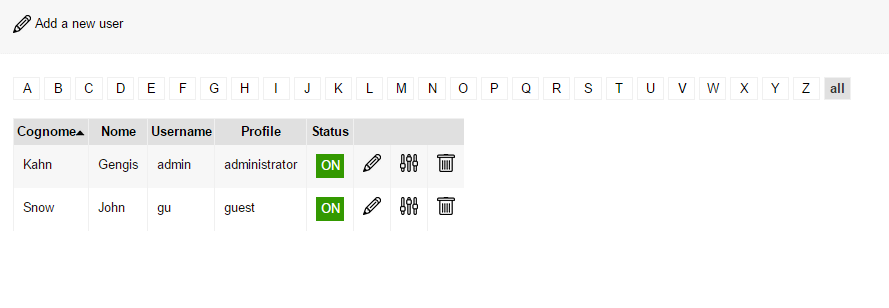 Add a new user
A B C D E F G H I J K L M N O P Q R S T U V W X Y Z all
Cognome Nome Username Profile Status
Kahn Gengis admin administrator ON
Snow John gu guest ON